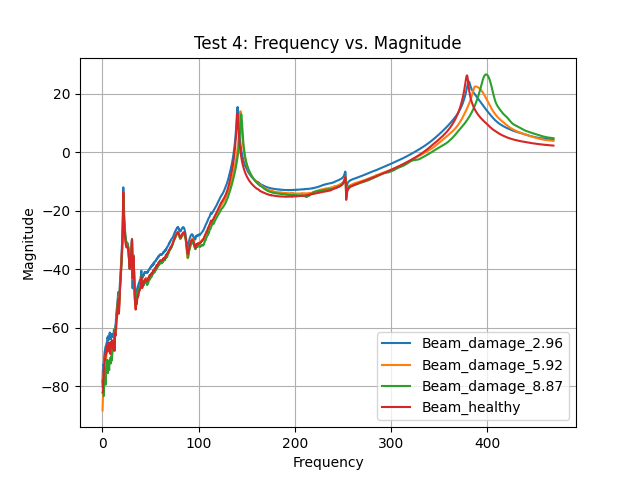 Test 4: Frequency vs. Magnitude
Magnitude
20
0
−20
−40
−60
−80
0
100
200
300
400
Frequency
Beam_damage_2.96
Beam_damage_5.92
Beam_damage_8.87
Beam_healthy